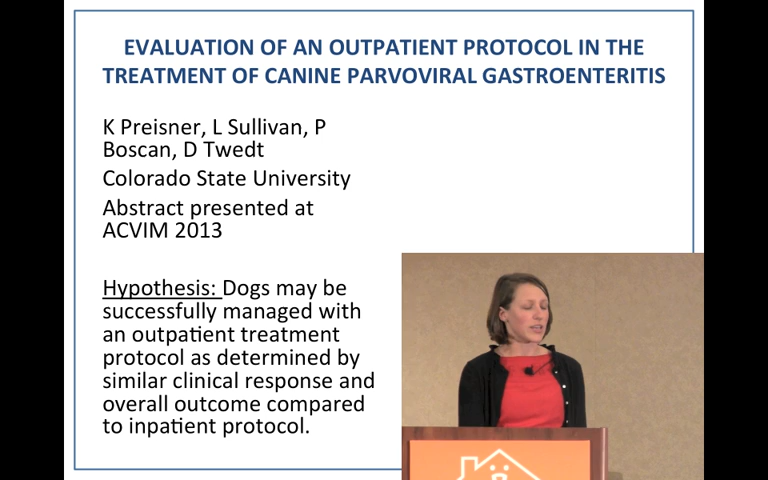 EVALUATION OF AN OUTPATIENT PROTOCOL IN THE
TREATMENT OF CANINE PARVOVIRAL GASTROENTERITIS
K Preisner, L Sullivan, P
Boscan, D Twedt
Colorado State University
Abstract presented at
ACVIM 2013
Hypothesis: Dogs may be
successfully managed with
an outpatient treatment
protocol as determined by
similar clinical response and
overall outcome compared
to inpatient protocol.